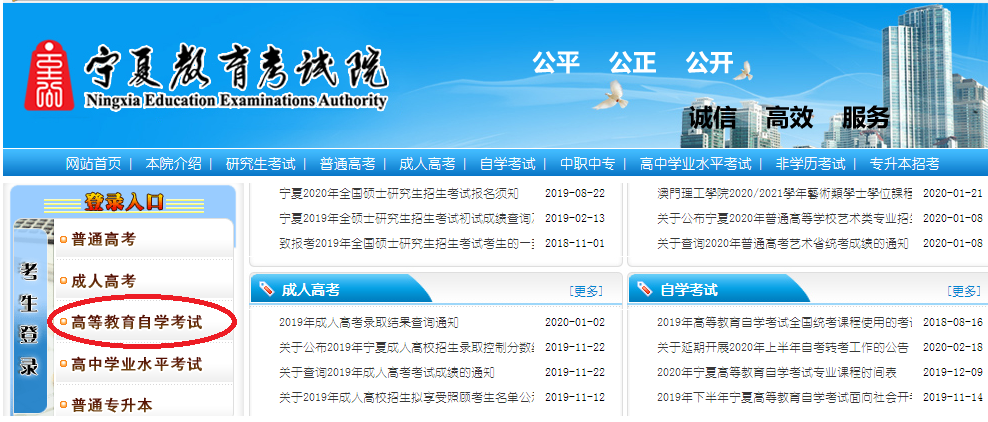 宁夏教育考试院
Ningxia Education Examinations Authority
公平 公正 公开
诚信 高效 服务
网站首页 | 本院介绍 | 研究生考试 | 普通高考 | 成人高考 | 自学考试 | 中职中专 | 高中学业水平考试 | 非学历考试 | 专升本招考
登录入口
考生登录
普通高考
成人高考
高等教育自学考试
高中学业水平考试
普通专升本
宁夏2020年全国硕士研究生招生考试报名须知 2019-08-22
宁夏2019年全国硕士研究生招生考试初试成绩查询 2019-02-13
致报考2019年全国硕士研究生招生考试考生的一 2018-11-01
澳門理工學院2020/2021學年藝術類學士學位課程 2020-01-21
关于公布宁夏2020年普通高等学校艺术类专业招 2020-01-08
关于查询2020年普通高考艺术省统考成绩的通知 2020-01-08
成人高考 [更多]
2019年成人高考录取结果查询通知 2020-01-02
关于公布2019年宁夏成人高校招生录取控制分数 2019-11-22
关于查询2019年成人高考考试成绩的通知 2019-11-22
关于2019年成人高校招生拟享受照顾考生名单公 2019-11-12
自学考试 [更多]
2019年高等教育自学考试全国统考课程使用的考 2018-08-16
关于延期开展2020年上半年自考转考工作的公告 2020-02-18
2020年宁夏高等教育自学考试专业课程时间表 2019-12-09
2019年下半年宁夏高等教育自学考试面向社会开 2019-11-14